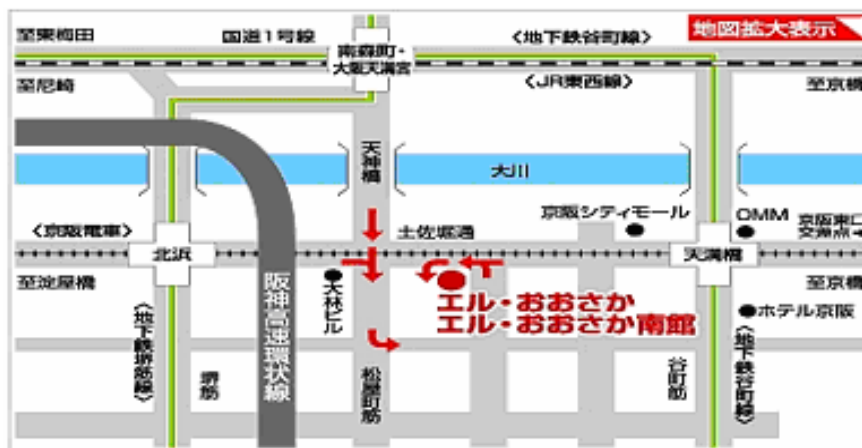 至東梅田
国道1号線
南森町・
大阪天満宮
〈地下鉄谷町線〉
地図拡大表示
至尼崎
〈JR東西線〉
至京橋
天神橋
大川
京阪シティモール
OMM
京阪東口
交差点
〈京阪電車〉
北浜
土佐堀通
天満橋
至淀屋橋
大林ビル
エル・おおさか
エル・おおさか南館
至京橋
ホテル京阪
〈地下鉄堺筋線〉
堺筋
阪神高速環状線
松屋町筋
谷町筋
〈地下鉄谷町線〉